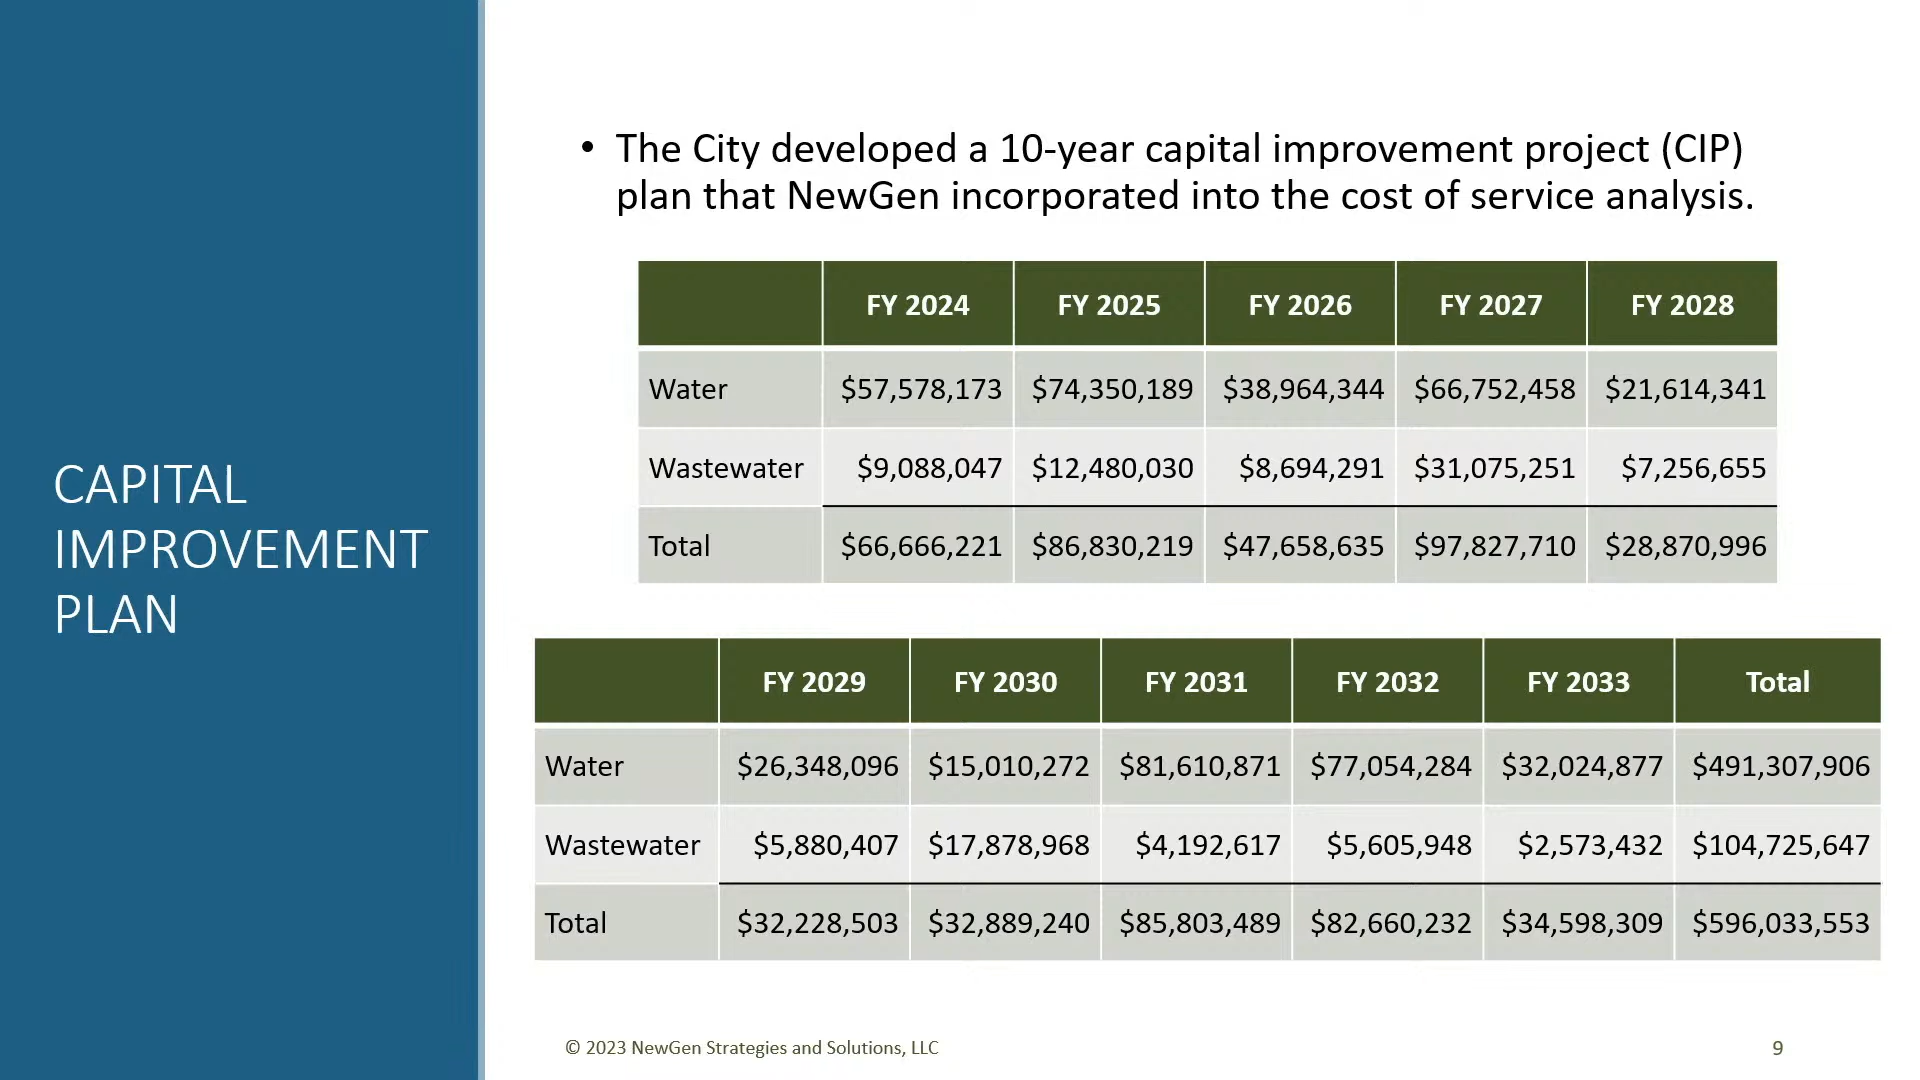 CAPITAL
IMPROVEMENT
PLAN
• The City developed a 10-year capital improvement project (CIP)
plan that NewGen incorporated into the cost of service analysis.
FY 2024 FY 2025 FY 2026 FY 2027 FY 2028
Water $57,578,173 $74,350,189 $38,964,344 $66,752,458 $21,614,341
Wastewater $9,088,047 $12,480,030 $8,694,291 $31,075,251 $7,256,655
Total $66,666,221 $86,830,219 $47,658,635 $97,827,710 $28,870,996
FY 2029 FY 2030 FY 2031 FY 2032 FY 2033 Total
Water $26,348,096 $15,010,272 $81,610,871 $77,054,284 $32,024,877 $491,307,906
Wastewater $5,880,407 $17,878,968 $4,192,617 $5,605,948 $2,573,432 $104,725,647
Total $32,228,503 $32,889,240 $85,803,489 $82,660,232 $34,598,309 $596,033,553
© 2023 NewGen Strategies and Solutions, LLC
9